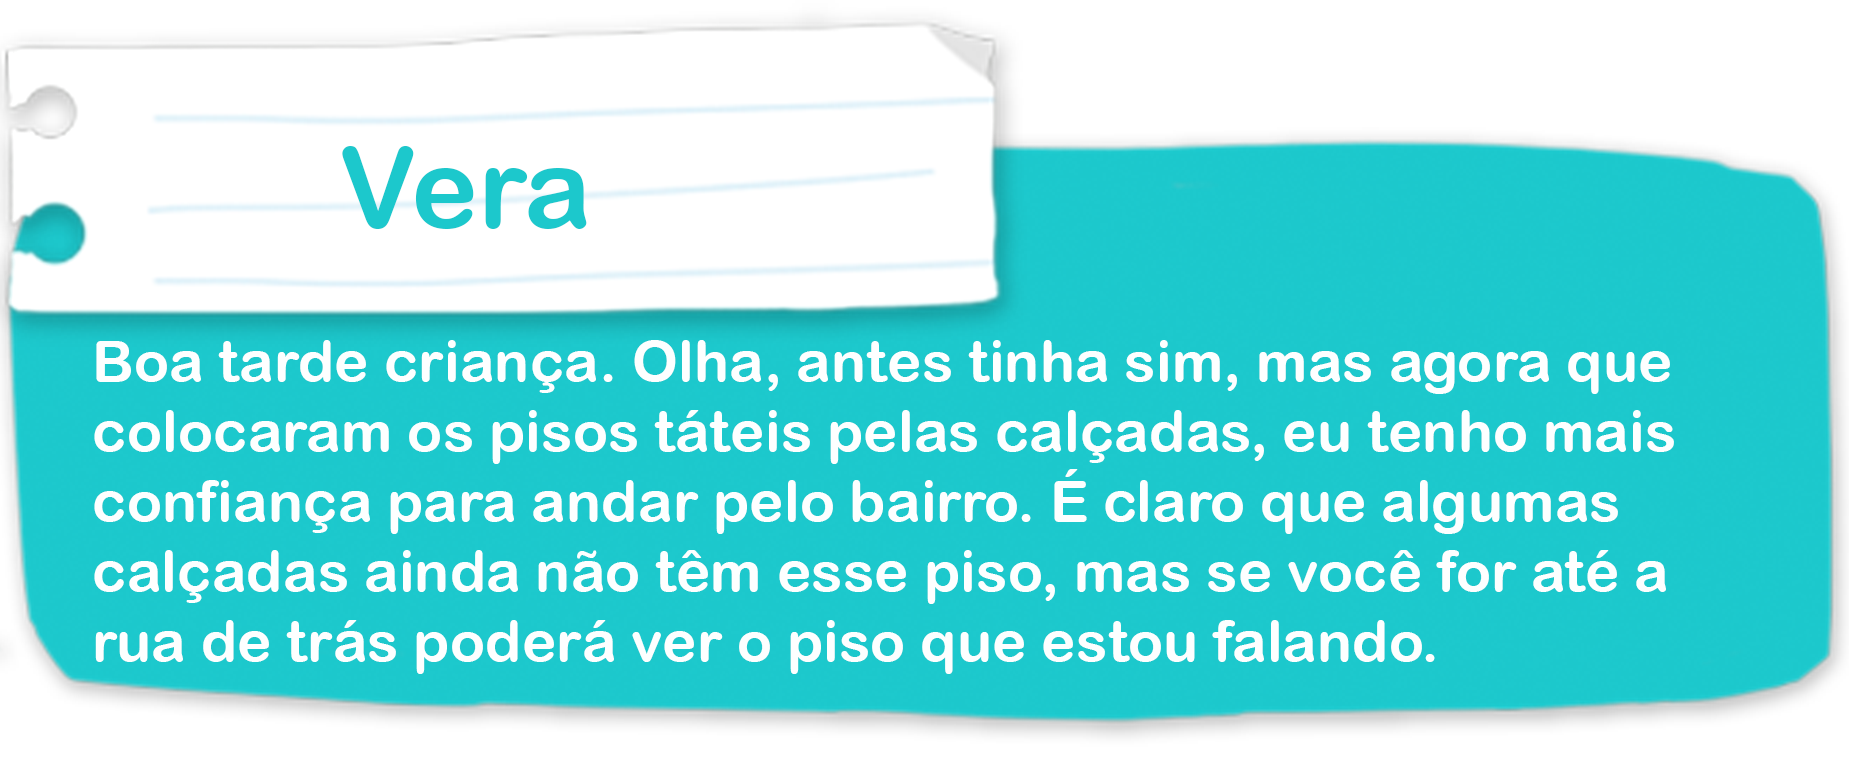 Vera
Boa tarde criança. Olha, antes tinha sim, mas agora que
colocaram os pisos táteis pelas calçadas, eu tenho mais
confiança para andar pelo bairro. É claro que algumas
calçadas ainda não têm esse piso, mas se você for até a
rua de trás poderá ver o piso que estou falando.